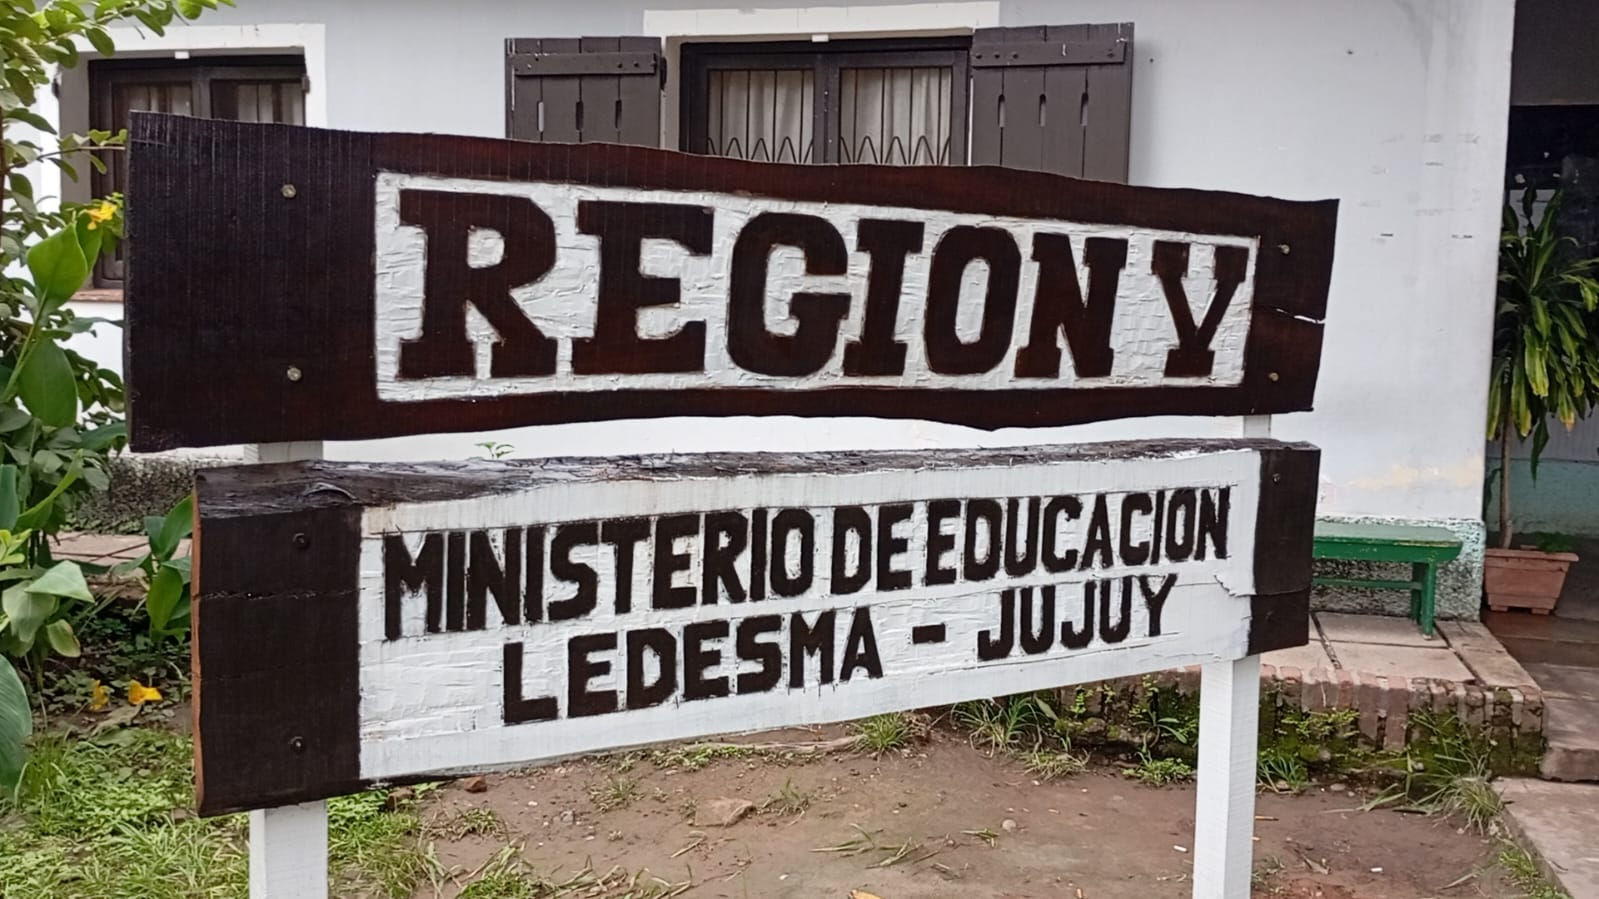 REGION V
MINISTERIO DE EDUCACION
LEDESMA - JUJUY